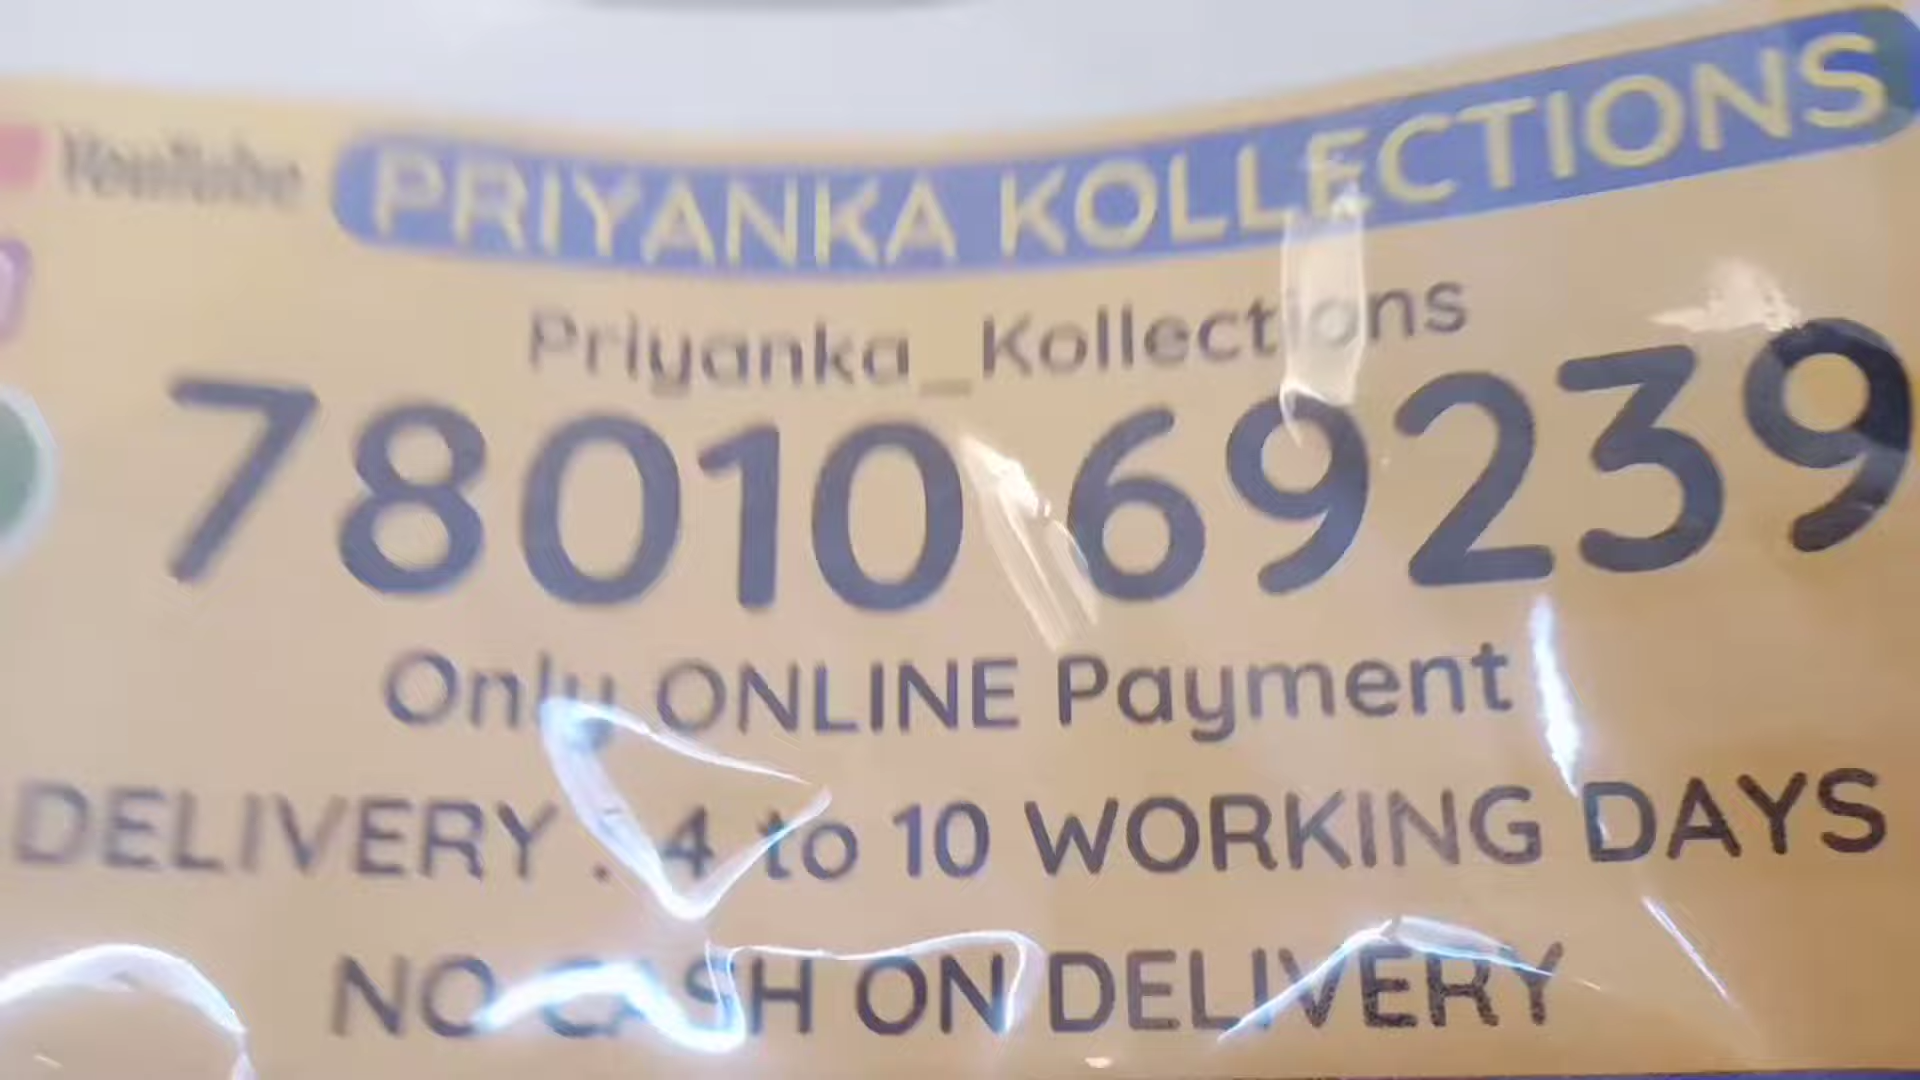 YouTube PRIYANKA KOLLECTIONS
Priyanka_Kollections
78010 69239
Only ONLINE Payment
DELIVERY . 4 to 10 WORKING DAYS
NO CASH ON DELIVERY